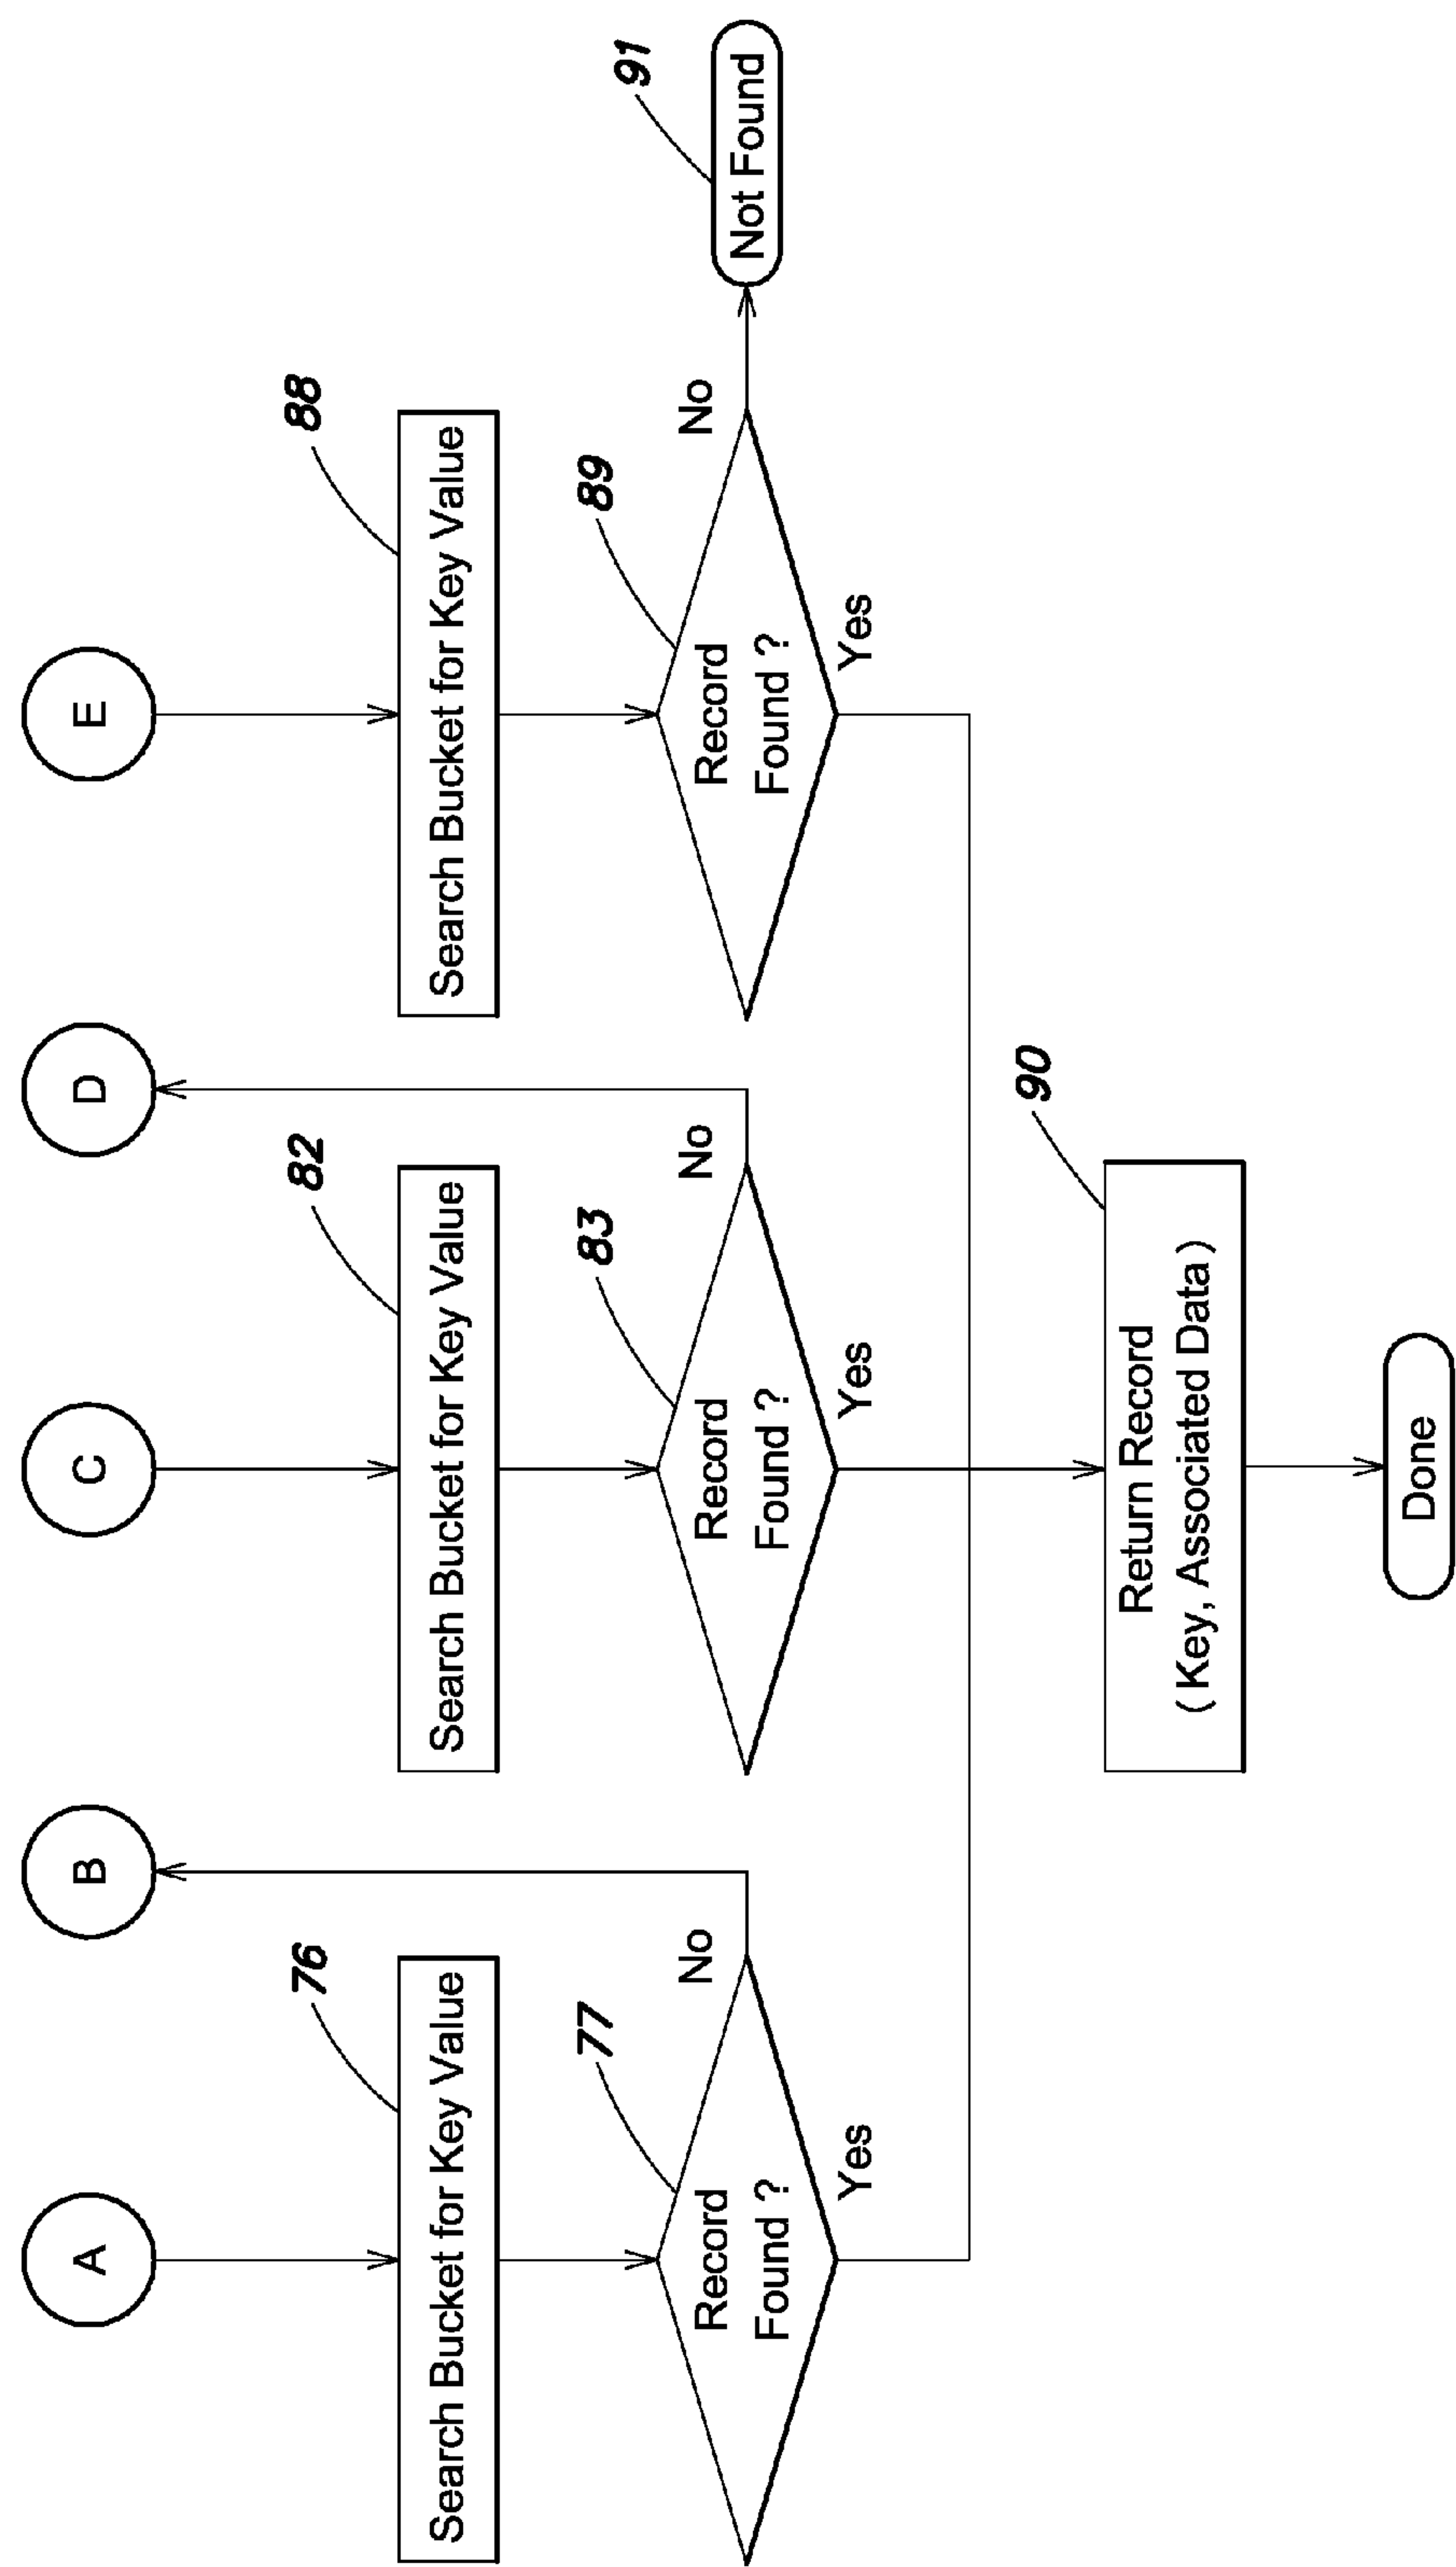 A
B
C
D
E
76
82
88
Search Bucket for Key Value
Search Bucket for Key Value
Search Bucket for Key Value
77
83
89
91
No
No
No
Record
Found ?
Record
Found ?
Record
Found ?
Not Found
Yes
Yes
Yes
90
Return Record
( Key, Associated Data )
Done